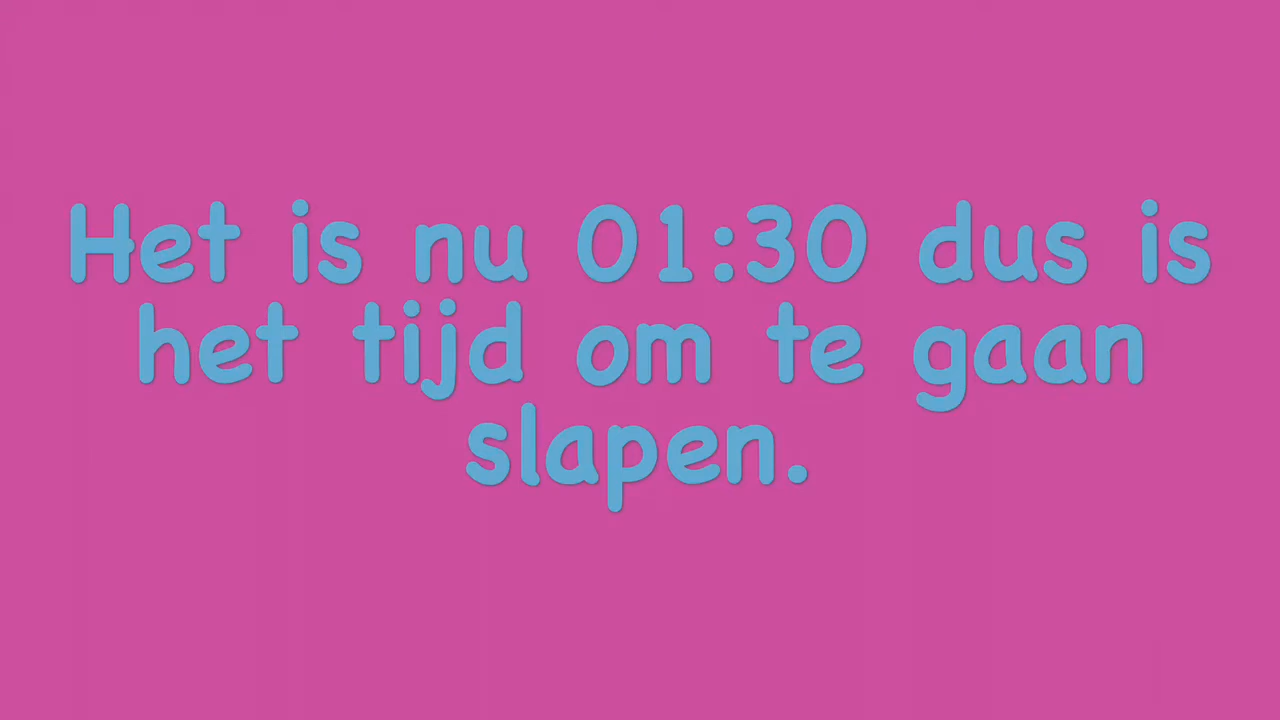 Het is nu 01:30 dus is
het tijd om te gaan
slapen.